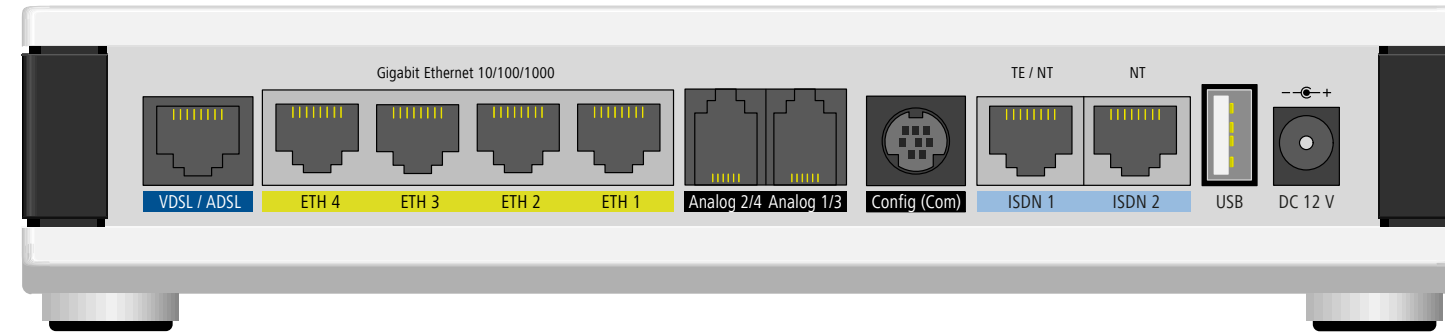 Gigabit Ethernet 10/100/1000
TE / NT
NT
VDSL / ADSL
ETH 4
ETH 3
ETH 2
ETH 1
Analog 2/4
Analog 1/3
Config (Com)
ISDN 1
ISDN 2
USB
DC 12 V